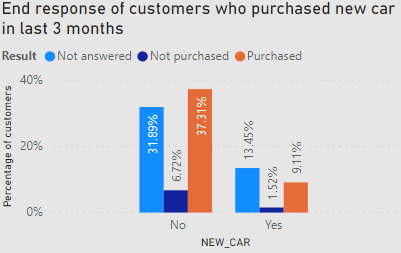 End response of customers who purchased new car
in last 3 months
Result Not answered Not purchased Purchased
Percentage of customers
40%
20%
0%
31.89%
6.72%
37.31%
13.45%
1.52%
9.11%
No
Yes
NEW_CAR